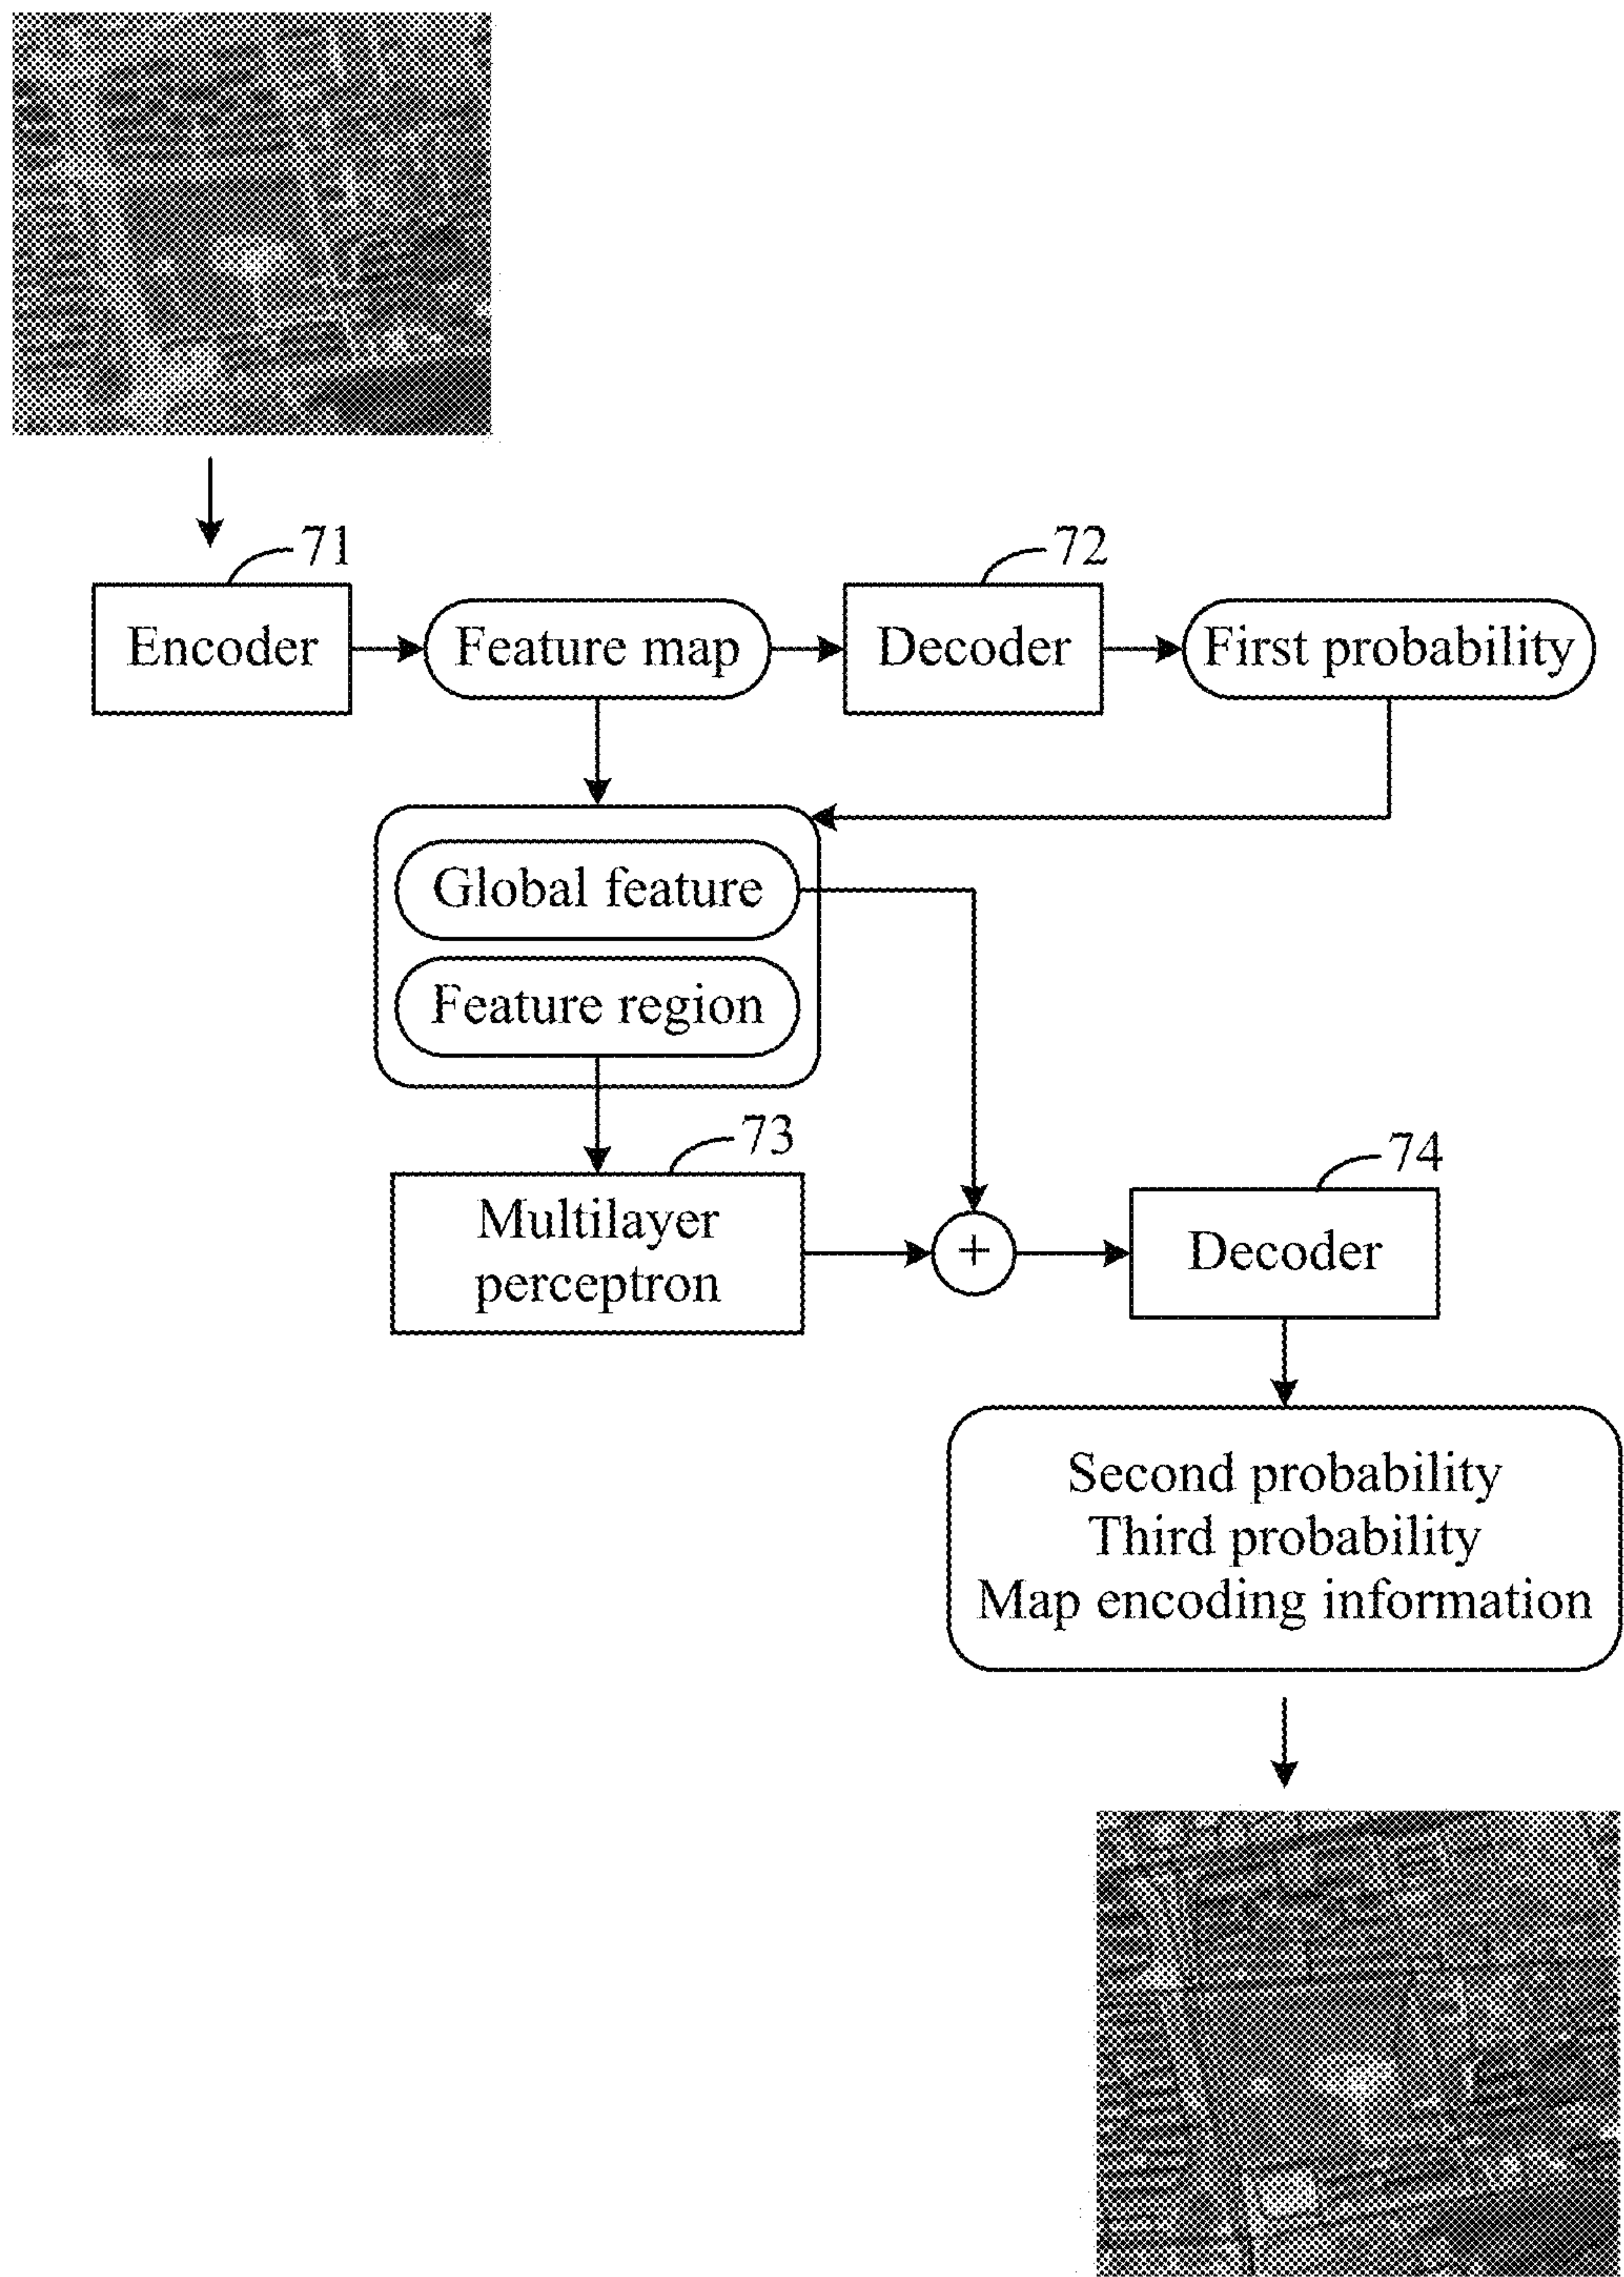 71
72
Encoder
Feature map
Decoder
First probability
Global feature
Feature region
73
74
Multilayer
perceptron
+
Decoder
Second probability
Third probability
Map encoding information